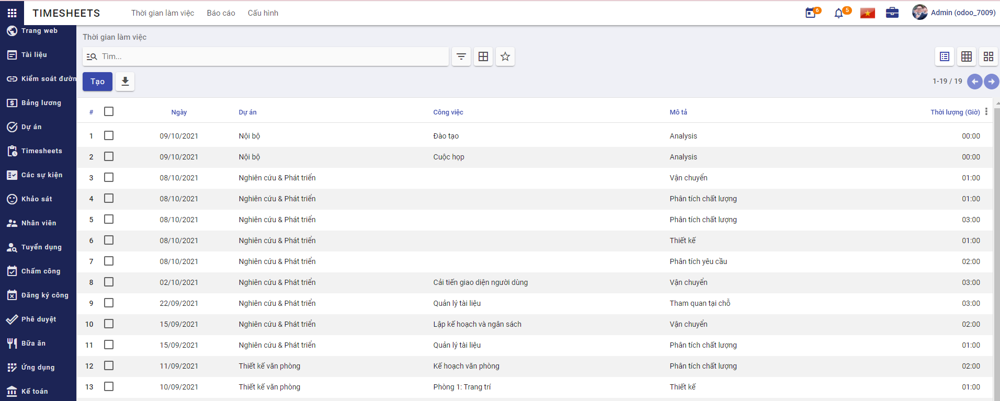 TIMESHEETS Thời gian làm việc Báo cáo Cấu hình 6 5 Admin (odoo_7009)
Trang web
Tài liệu
Kiểm soát đườn
Bảng lương
Dự án
Timesheets
Các sự kiện
Khảo sát
Nhân viên
Tuyển dụng
Chấm công
Đăng ký công
Phê duyệt
Bữa ăn
Ứng dụng
Kế toán
Thời gian làm việc
Tìm...
Tạo 1-19 / 19
# Ngày Dự án Công việc Mô tả Thời lượng (Giờ)
1 09/10/2021 Nội bộ Đào tạo Analysis 00:00
2 09/10/2021 Nội bộ Cuộc họp Analysis 00:00
3 08/10/2021 Nghiên cứu & Phát triển Vận chuyển 01:00
4 08/10/2021 Nghiên cứu & Phát triển Phân tích chất lượng 01:00
5 08/10/2021 Nghiên cứu & Phát triển Phân tích chất lượng 03:00
6 08/10/2021 Nghiên cứu & Phát triển Thiết kế 01:00
7 08/10/2021 Nghiên cứu & Phát triển Phân tích yêu cầu 02:00
8 02/10/2021 Nghiên cứu & Phát triển Cải tiến giao diện người dùng Vận chuyển 03:00
9 22/09/2021 Nghiên cứu & Phát triển Quản lý tài liệu Tham quan tại chỗ 03:00
10 15/09/2021 Nghiên cứu & Phát triển Lập kế hoạch và ngân sách Vận chuyển 02:00
11 15/09/2021 Nghiên cứu & Phát triển Quản lý tài liệu Phân tích chất lượng 01:00
12 11/09/2021 Thiết kế văn phòng Kế hoạch văn phòng Phân tích chất lượng 02:00
13 10/09/2021 Thiết kế văn phòng Phòng 1: Trang trí Thiết kế 01:00